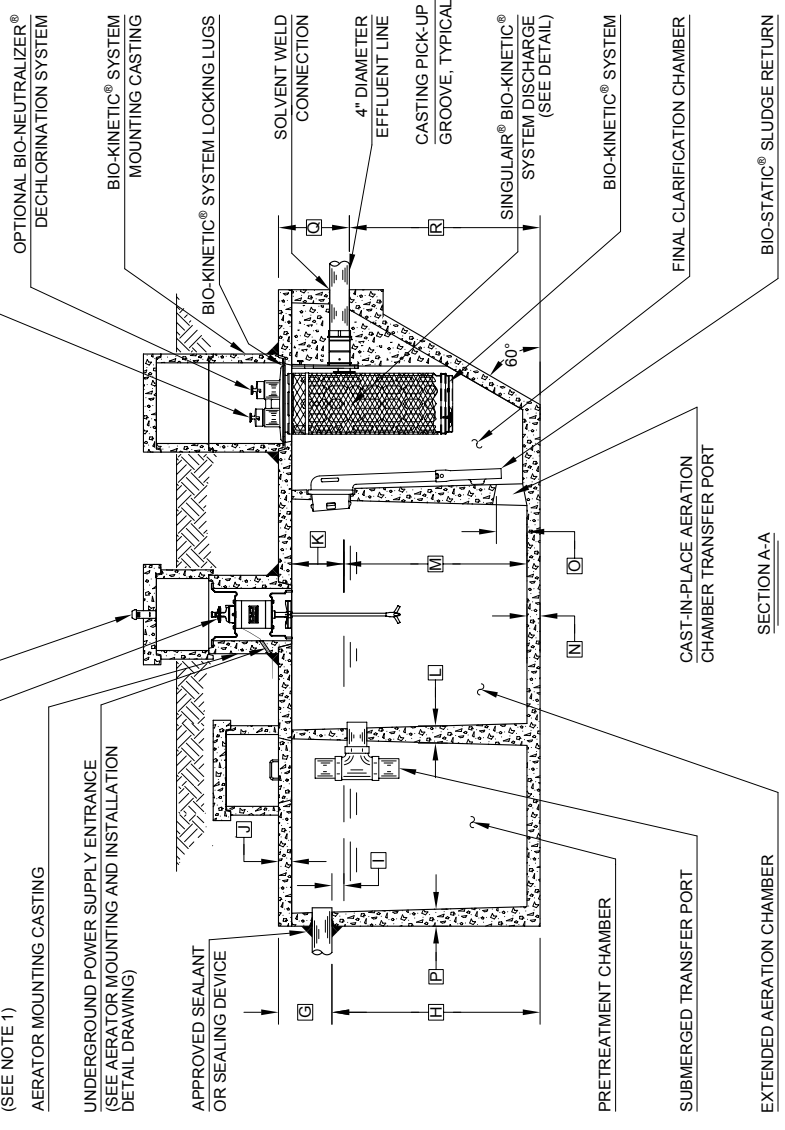 (SEE NOTE 1)
AERATOR MOUNTING CASTING
UNDERGROUND POWER SUPPLY ENTRANCE
(SEE AERATOR MOUNTING AND INSTALLATION
DETAIL DRAWING)
APPROVED SEALANT
OR SEALING DEVICE
PRETREATMENT CHAMBER
SUBMERGED TRANSFER PORT
EXTENDED AERATION CHAMBER
OPTIONAL BIO-NEUTRALIZER®
DECHLORINATION SYSTEM
BIO-KINETIC® SYSTEM
MOUNTING CASTING
BIO-KINETIC® SYSTEM LOCKING LUGS
SOLVENT WELD
CONNECTION
4" DIAMETER
EFFLUENT LINE
CASTING PICK-UP
GROOVE, TYPICAL
SINGULAIR® BIO-KINETIC®
SYSTEM DISCHARGE
(SEE DETAIL)
BIO-KINETIC® SYSTEM
FINAL CLARIFICATION CHAMBER
BIO-STATIC® SLUDGE RETURN
CAST-IN-PLACE AERATION
CHAMBER TRANSFER PORT
SECTION A-A
G
H
I
J
K
L
M
N
O
P
Q
R
60°